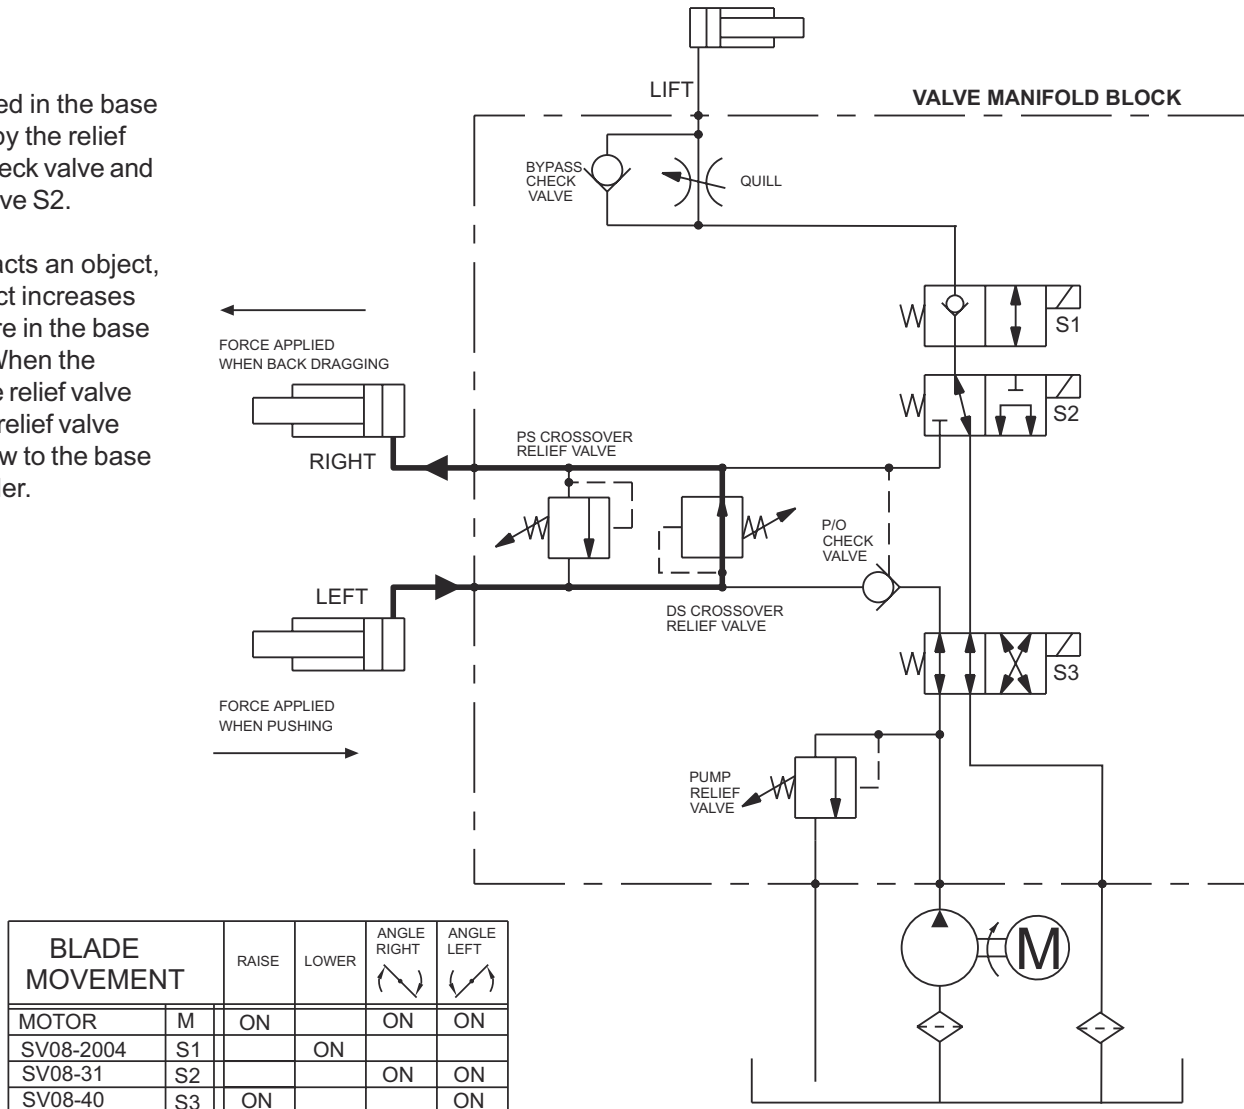 ed in the base
by the relief
eck valve and
ve S2.
acts an object,
ct increases
re in the base
When the
e relief valve
relief valve
w to the base
der.
LIFT
VALVE MANIFOLD BLOCK
BYPASS
CHECK
VALVE
QUILL
S1
S2
FORCE APPLIED
WHEN BACK DRAGGING
RIGHT
PS CROSSOVER
RELIEF VALVE
P/O
CHECK
VALVE
LEFT
DS CROSSOVER
RELIEF VALVE
S3
FORCE APPLIED
WHEN PUSHING
PUMP
RELIEF
VALVE
M
BLADE
MOVEMENT
RAISE
LOWER
ANGLE
RIGHT
ANGLE
LEFT
MOTOR M ON ON ON
SV08-2004 S1 ON
SV08-31 S2 ON ON
SV08-40 S3 ON ON